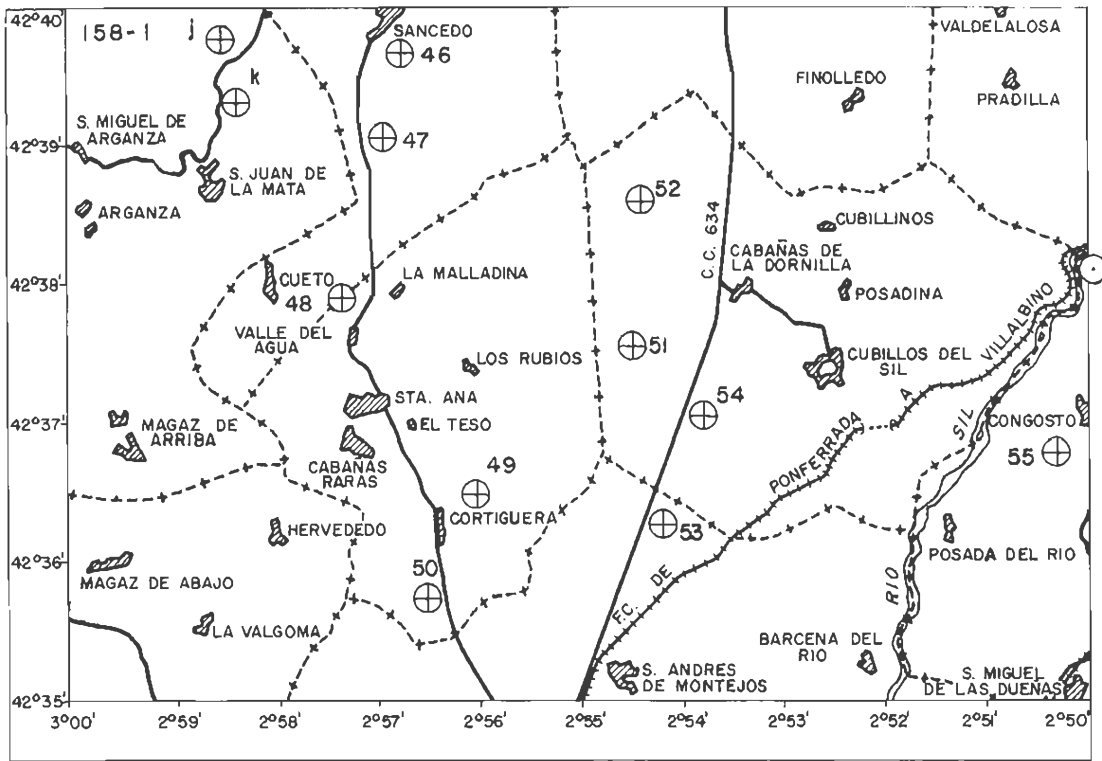 42°40'
158-1
j
SANCEDO
46
VALDELALOSA
k
FINOLLEDO
PRADILLA
S. MIGUEL DE
ARGANZA
47
42°39'
S. JUAN DE
LA MATA
52
ARGANZA
C.C. 634
CUBILLINOS
CABAÑAS DE
LA DORNILLA
42°38'
CUETO
48
LA MALLADINA
POSADINA
VALLE DEL
AGUA
LOS RUBIOS
51
CUBILLOS DEL
SIL
F.C. DE PONFERRADA A VILLALBINO
STA. ANA
EL TESO
54
42°37'
MAGAZ DE
ARRIBA
CABAÑAS
RARAS
CONGOSTO
55
RIO SIL
49
CORTIGUERA
53
HERVEDEDO
POSADA DEL RIO
42°36'
MAGAZ DE ABAJO
50
LA VALGOMA
BARCENA DEL
RIO
S. ANDRES
DE MONTEJOS
S. MIGUEL
DE LAS DUEÑAS
42°35'
3°00'
2°59'
2°58'
2°57'
2°56'
2°55'
2°54'
2°53'
2°52'
2°51'
2°50'